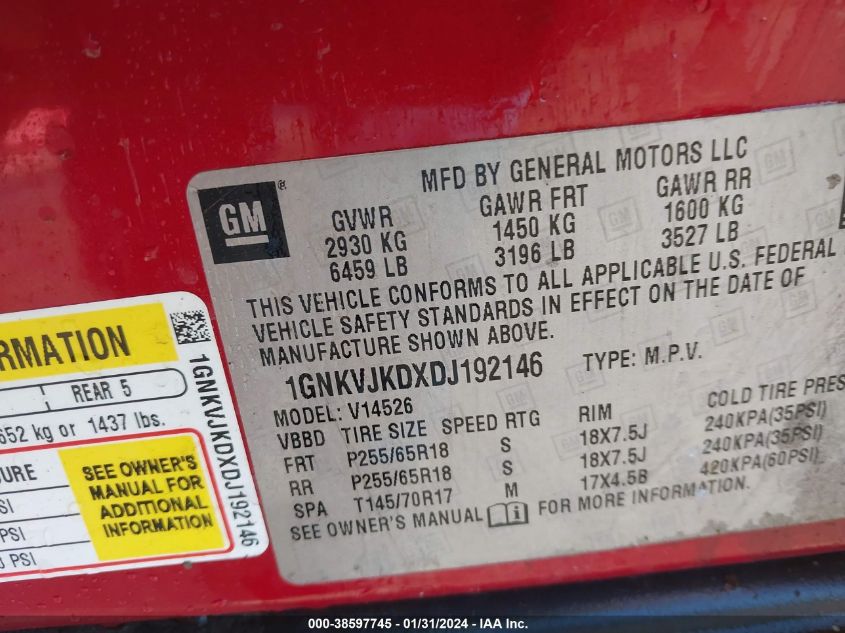 MFD BY GENERAL MOTORS LLC
GM®
GVWR GAWR FRT GAWR RR
2930 KG 1450 KG 1600 KG
6459 LB 3196 LB 3527 LB
THIS VEHICLE CONFORMS TO ALL APPLICABLE U.S. FEDERAL
VEHICLE SAFETY STANDARDS IN EFFECT ON THE DATE OF
MANUFACTURE SHOWN ABOVE.
1GNKVJKDXDJ192146 TYPE: M.P.V.
MODEL: V14526
VBBD TIRE SIZE SPEED RTG RIM COLD TIRE PRES
FRT P255/65R18 S 18X7.5J 240KPA(35PSI)
RR P255/65R18 S 18X7.5J 240KPA(35PSI)
SPA T145/70R17 M 17X4.5B 420KPA(60PSI)
SEE OWNER'S MANUAL FOR MORE INFORMATION.
RMATION
REAR 5
652 kg or 1437 lbs.
URE
SI
PSI
PSI
SEE OWNER'S
MANUAL FOR
ADDITIONAL
INFORMATION
1GNKVJKDXDJ192146
000-38597745 - 01/31/2024 - IAA Inc.